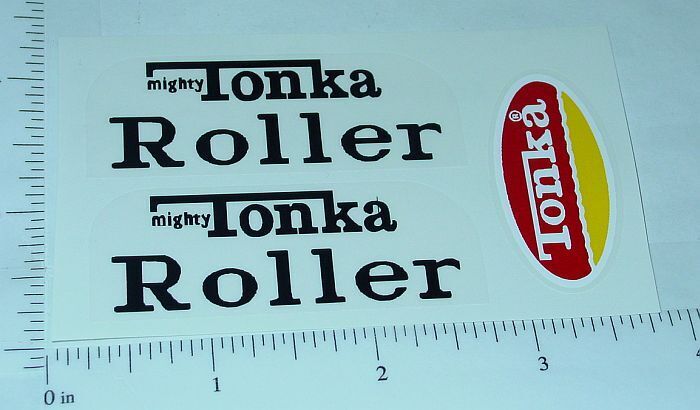 mighty Tonka
Roller
mighty Tonka
Roller
Tonka®
0 in 1 2 3